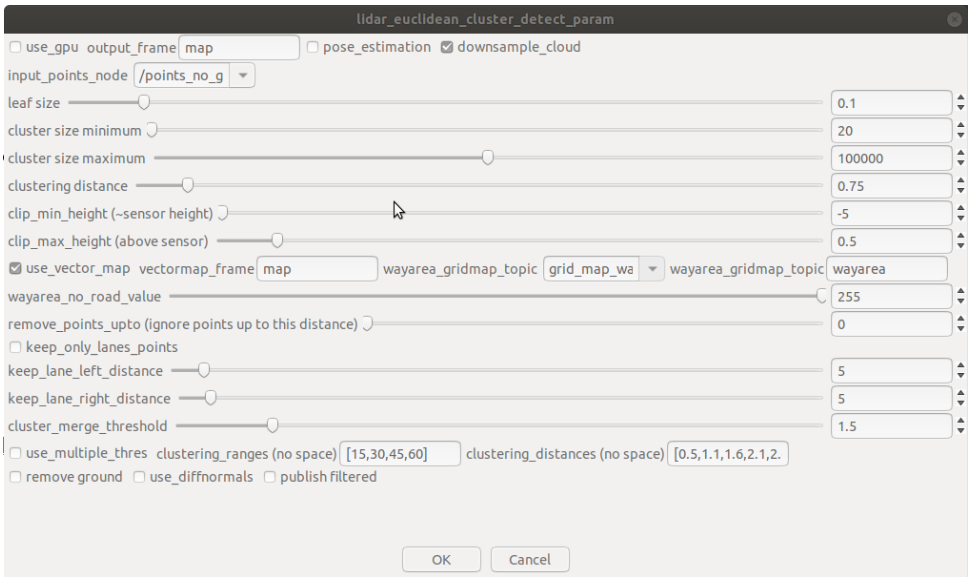 lidar_euclidean_cluster_detect_param
use_gpu output_frame map pose_estimation downsample_cloud
input_points_node /points_no_g
leaf size 0.1
cluster size minimum 20
cluster size maximum 100000
clustering distance 0.75
clip_min_height (~sensor height) -5
clip_max_height (above sensor) 0.5
use_vector_map vectormap_frame map wayarea_gridmap_topic grid_map_wa wayarea_gridmap_topic wayarea
wayarea_no_road_value 255
remove_points_upto (ignore points up to this distance) 0
keep_only_lanes_points
keep_lane_left_distance 5
keep_lane_right_distance 5
cluster_merge_threshold 1.5
use_multiple_thres clustering_ranges (no space) [15,30,45,60] clustering_distances (no space) [0.5,1.1,1.6,2.1,2.
remove ground use_diffnormals publish filtered
OK Cancel